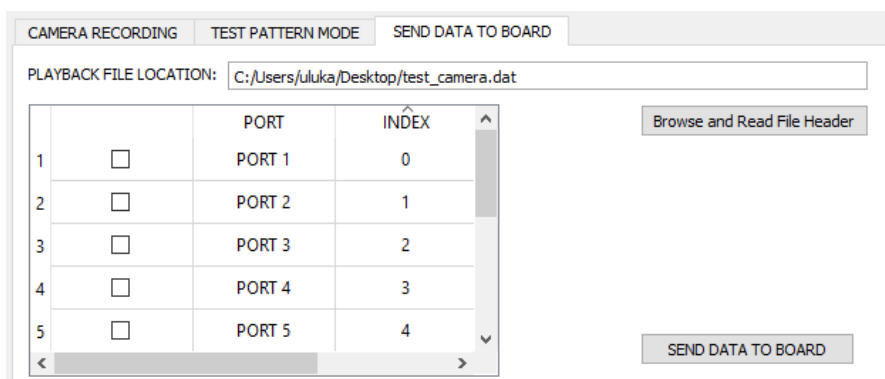 CAMERA RECORDING TEST PATTERN MODE SEND DATA TO BOARD
PLAYBACK FILE LOCATION: C:/Users/uluka/Desktop/test_camera.dat
PORT INDEX Browse and Read File Header
1 PORT 1 0
2 PORT 2 1
3 PORT 3 2
4 PORT 4 3
5 PORT 5 4
SEND DATA TO BOARD